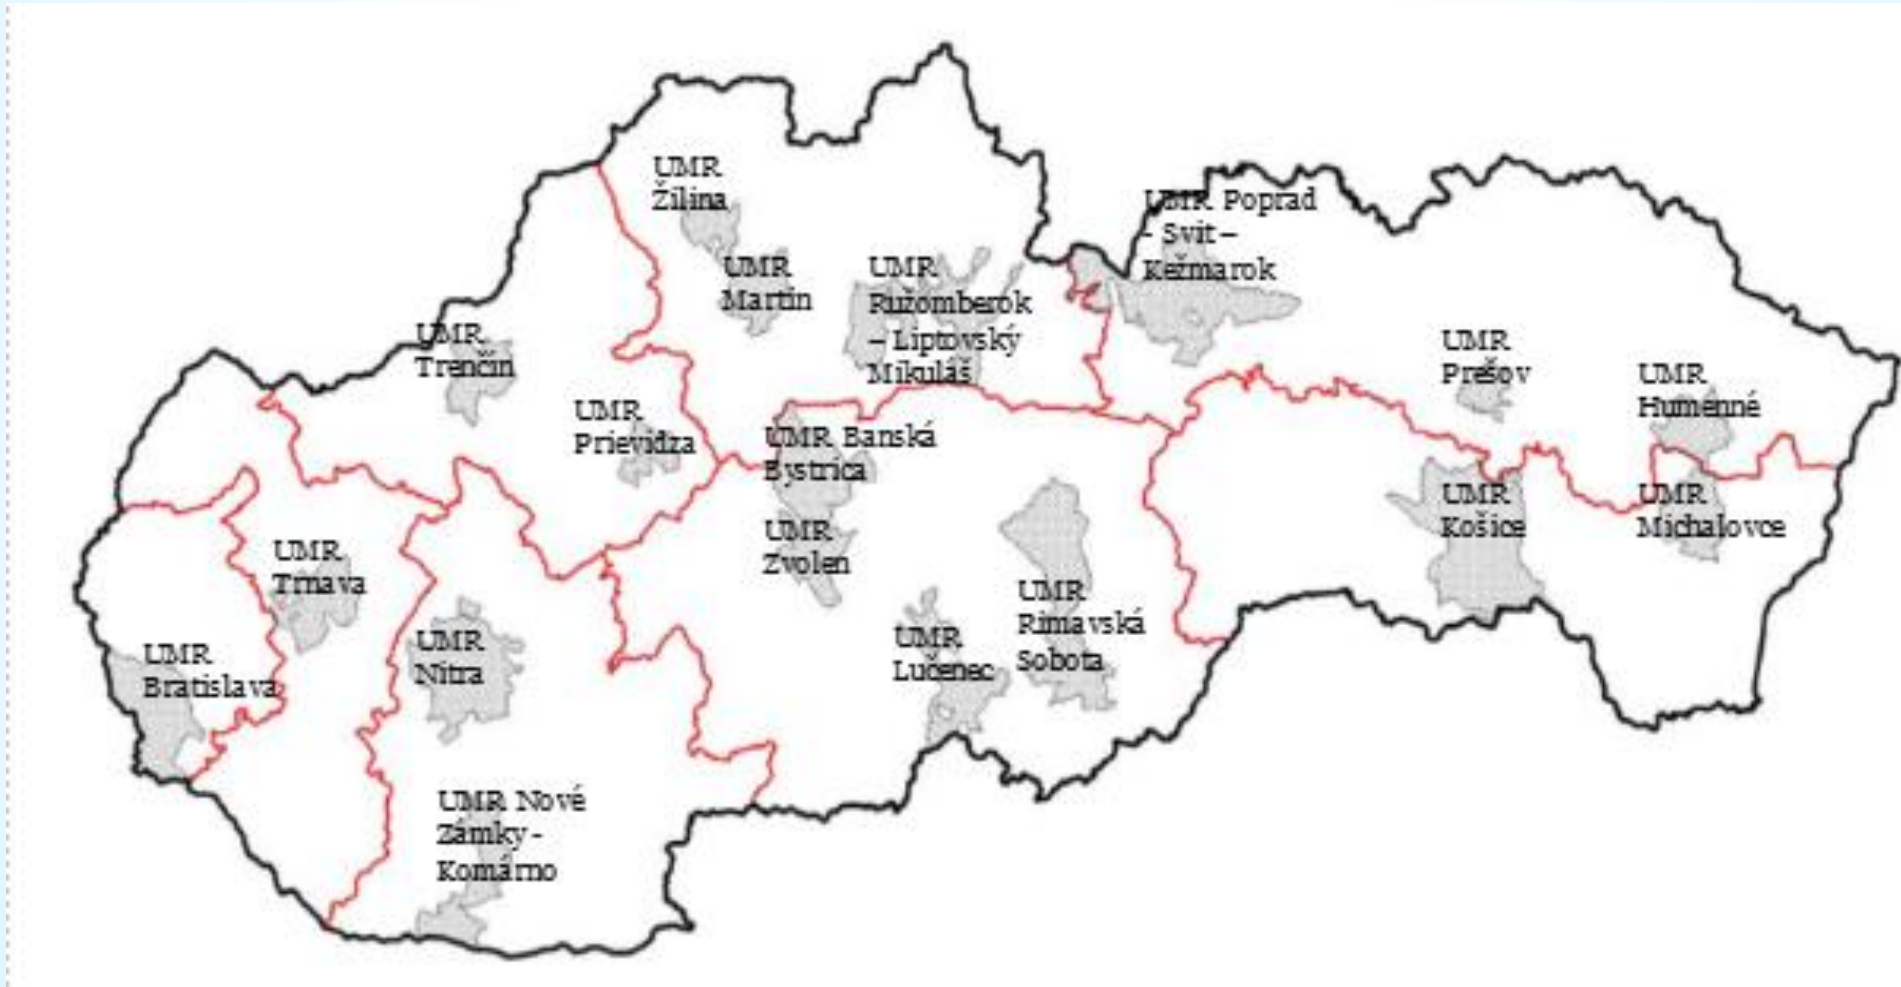 UMR
Žilina
UMR Poprad
- Svit –
Kežmarok
UMR
Martin
UMR
Ružomberok
– Liptovský
Mikuláš
UMR
Trenčín
UMR
Prešov
UMR
Humenné
UMR
Prievidza
UMR Banská
Bystrica
UMR
Košice
UMR
Michalovce
UMR
Zvolen
UMR
Trnava
UMR
Rimavská
Sobota
UMR
Nitra
UMR
Lučenec
UMR
Bratislava
UMR Nové
Zámky -
Komárno